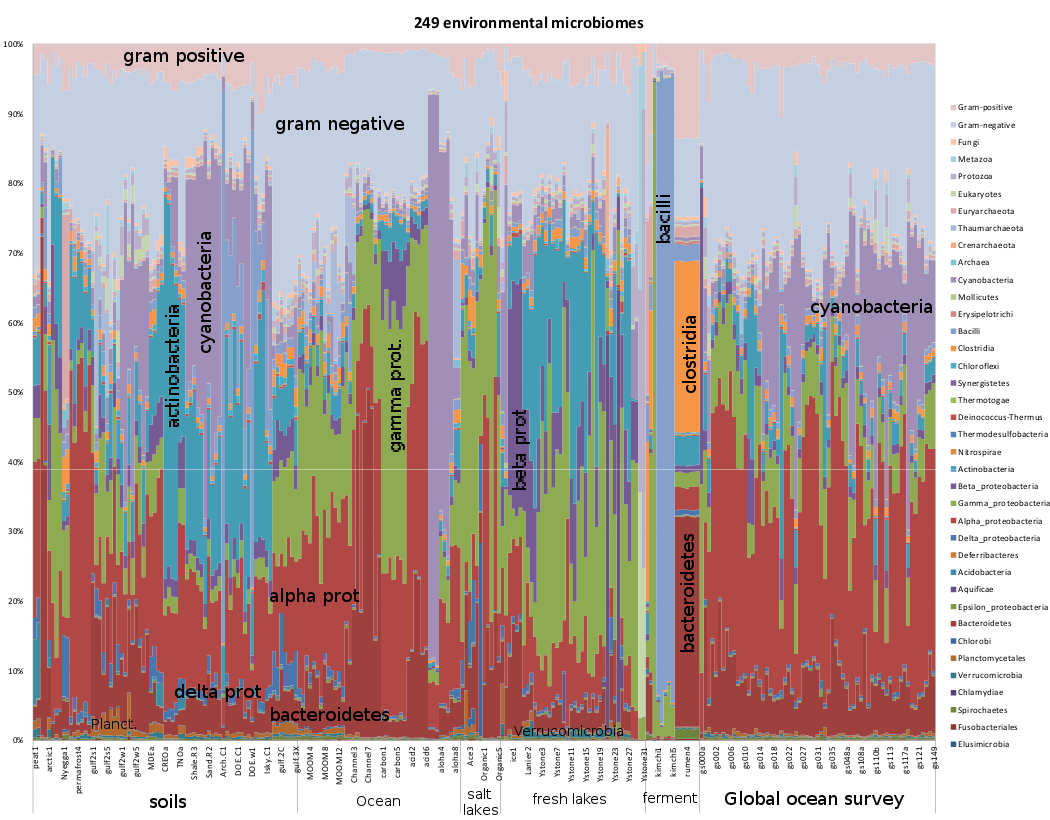 249 environmental microbiomes
100%
90%
80%
70%
60%
50%
40%
30%
20%
10%
0%
gram positive
gram negative
cyanobacteria
actinobacteria
gamma prot.
beta prot
bacilli
clostridia
bacteroidetes
cyanobacteria
alpha prot
delta prot
bacteroidetes
Planct.
Verrucomicrobia
Gram-positive
Gram-negative
Fungi
Metazoa
Protozoa
Eukaryotes
Euryarchaeota
Thaumarchaeota
Crenarchaeota
Archaea
Cyanobacteria
Mollicutes
Erysipelotrichi
Bacilli
Clostridia
Chloroflexi
Synergistetes
Thermotogae
Deinococcus-Thermus
Thermodesulfobacteria
Nitrospirae
Actinobacteria
Beta_proteobacteria
Gamma_proteobacteria
Alpha_proteobacteria
Delta_proteobacteria
Deferribacteres
Acidobacteria
Aquificae
Epsilon_proteobacteria
Bacteroidetes
Chlorobi
Planctomycetales
Verrucomicrobia
Chlamydiae
Spirochaetes
Fusobacteriales
Elusimicrobia
peat1
arctic1
Nyegga1
permafrost4
gulf2s1
gulf2s5
gulf2w1
gulf2w5
MDEa
CREOa
TNOa
Shale.R3
Sand.R2
Arch.C1
DOE.C1
DOE.w1
Isky.C1
gulf.2C
gulf.3X
MOOM4
MOOM8
MOOM12
Channel3
Channel7
carbon1
carbon5
acid2
acid6
aloha4
aloha8
Ace3
Organic1
Organic5
ice1
Lanier2
Ystone3
Ystone7
Ystone11
Ystone15
Ystone19
Ystone23
Ystone27
Ystone31
kimchi1
kimchi5
rumen4
gs000a
gs002
gs006
gs010
gs014
gs018
gs022
gs027
gs031
gs035
gs048a
gs108a
gs110b
gs113
gs117a
gs121
gs149
soils
Ocean
salt
lakes
fresh lakes
ferment
Global ocean survey